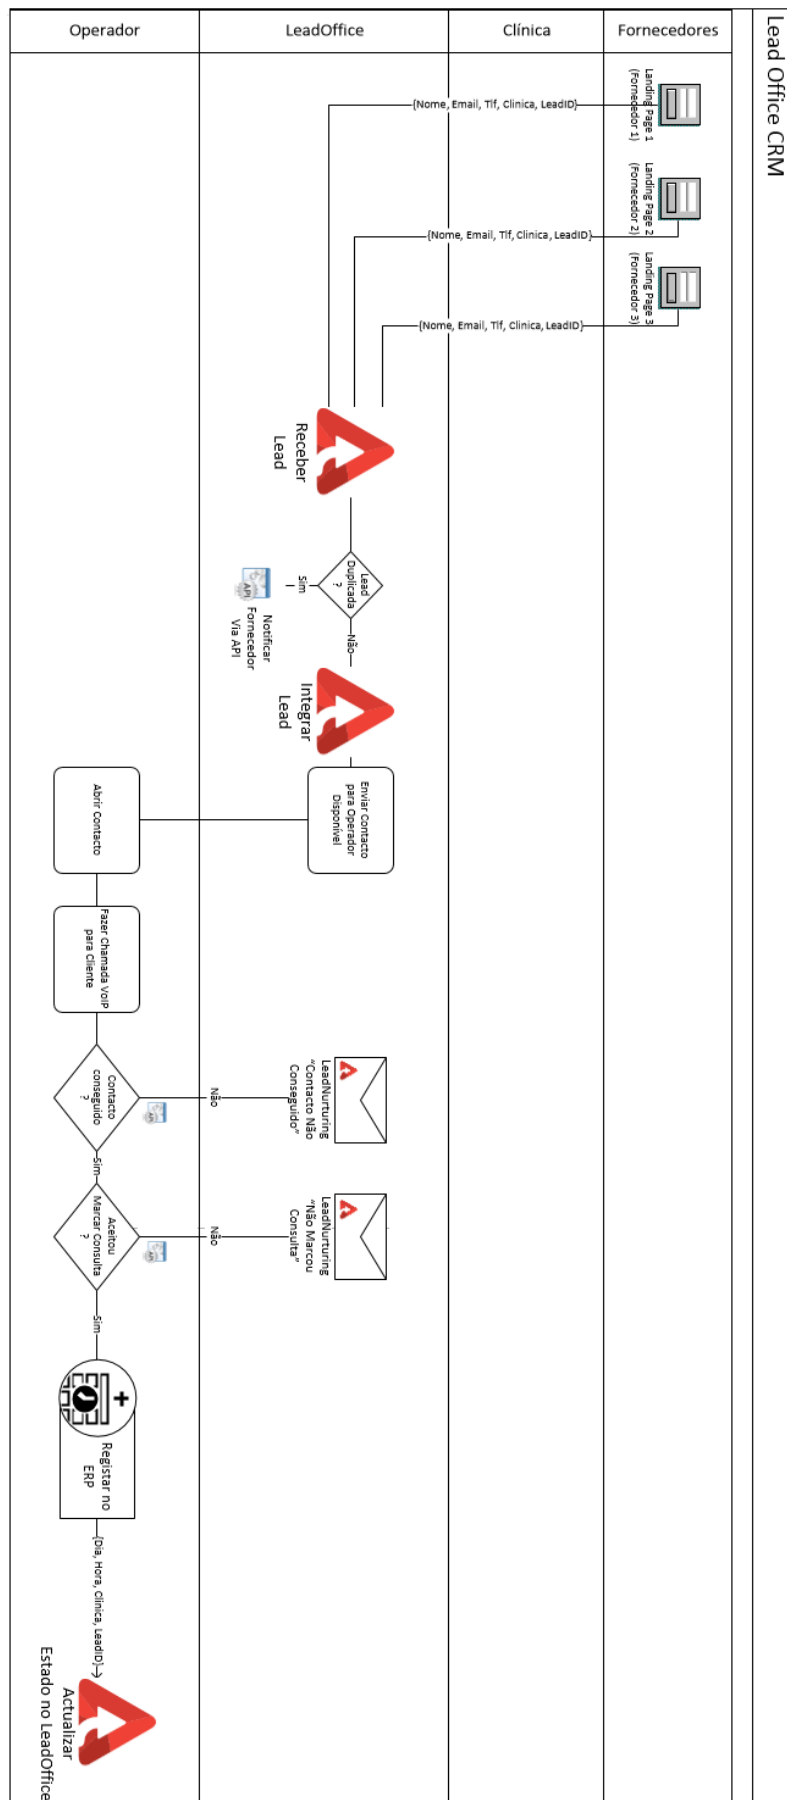 Lead Office CRM
Operador
LeadOffice
Clínica
Fornecedores
Landing Page 1
(Fornecedor 1)
{Nome, Email, Tlf, Clinica, LeadID}
Landing Page 2
(Fornecedor 2)
{Nome, Email, Tlf, Clinica, LeadID}
Landing Page 3
(Fornecedor 3)
{Nome, Email, Tlf, Clinica, LeadID}
Receber
Lead
Lead
Duplicada
?
Sim
API
Notificar
Fornecedor
Via API
Não
Integrar
Lead
Enviar Contacto
para Operador
Disponível
Abrir Contacto
Fazer Chamada VoIP
para Cliente
Contacto
conseguido
?
API
Não
LeadNurturing
"Contacto Não
Conseguido"
Sim
Aceitou
Marcar Consulta
?
API
Não
LeadNurturing
"Não Marcou
Consulta"
Sim
Registar no
ERP
{Dia, Hora, Clinica, LeadID}
Actualizar
Estado no LeadOffice